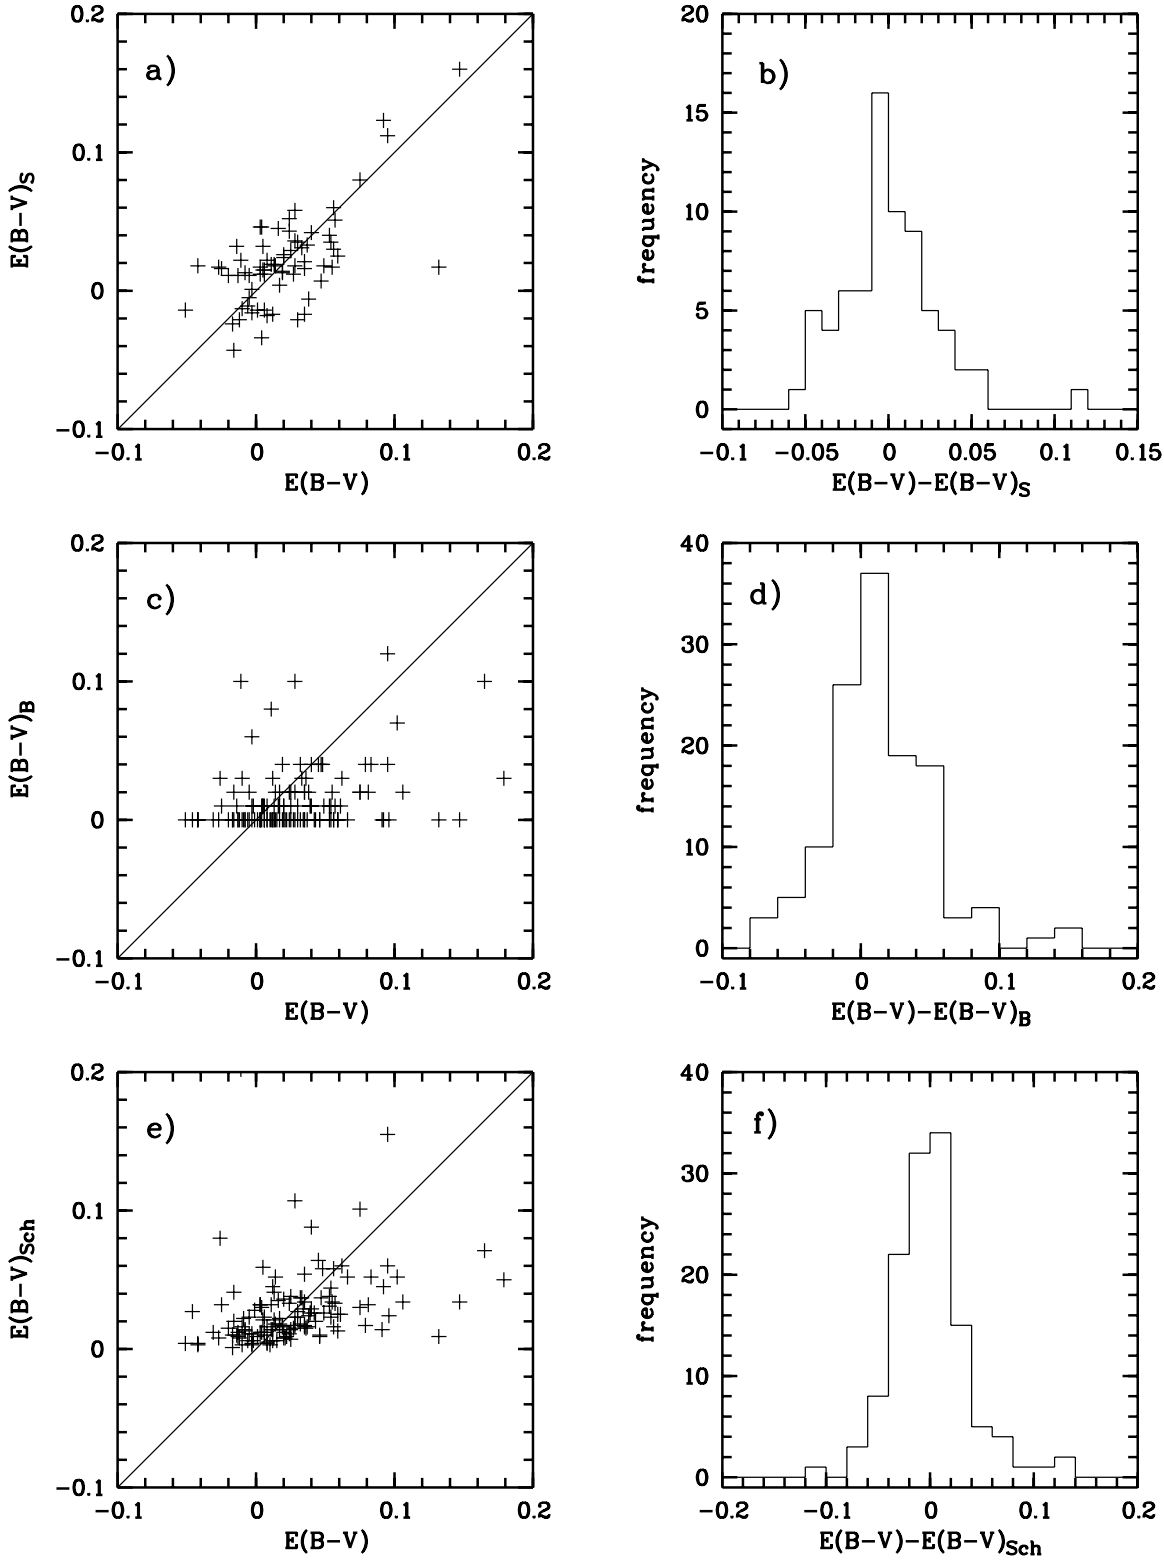 a)
0.2
0.1
0
−0.1
E(B−V)S
−0.1 0 0.1 0.2
E(B−V)
b)
20
15
10
5
0
frequency
−0.1 −0.05 0 0.05 0.1 0.15
E(B−V)−E(B−V)S
c)
0.2
0.1
0
−0.1
E(B−V)B
−0.1 0 0.1 0.2
E(B−V)
d)
40
30
20
10
0
frequency
−0.1 0 0.1 0.2
E(B−V)−E(B−V)B
e)
0.2
0.1
0
−0.1
E(B−V)Sch
−0.1 0 0.1 0.2
E(B−V)
f)
40
30
20
10
0
frequency
−0.2 −0.1 0 0.1 0.2
E(B−V)−E(B−V)Sch